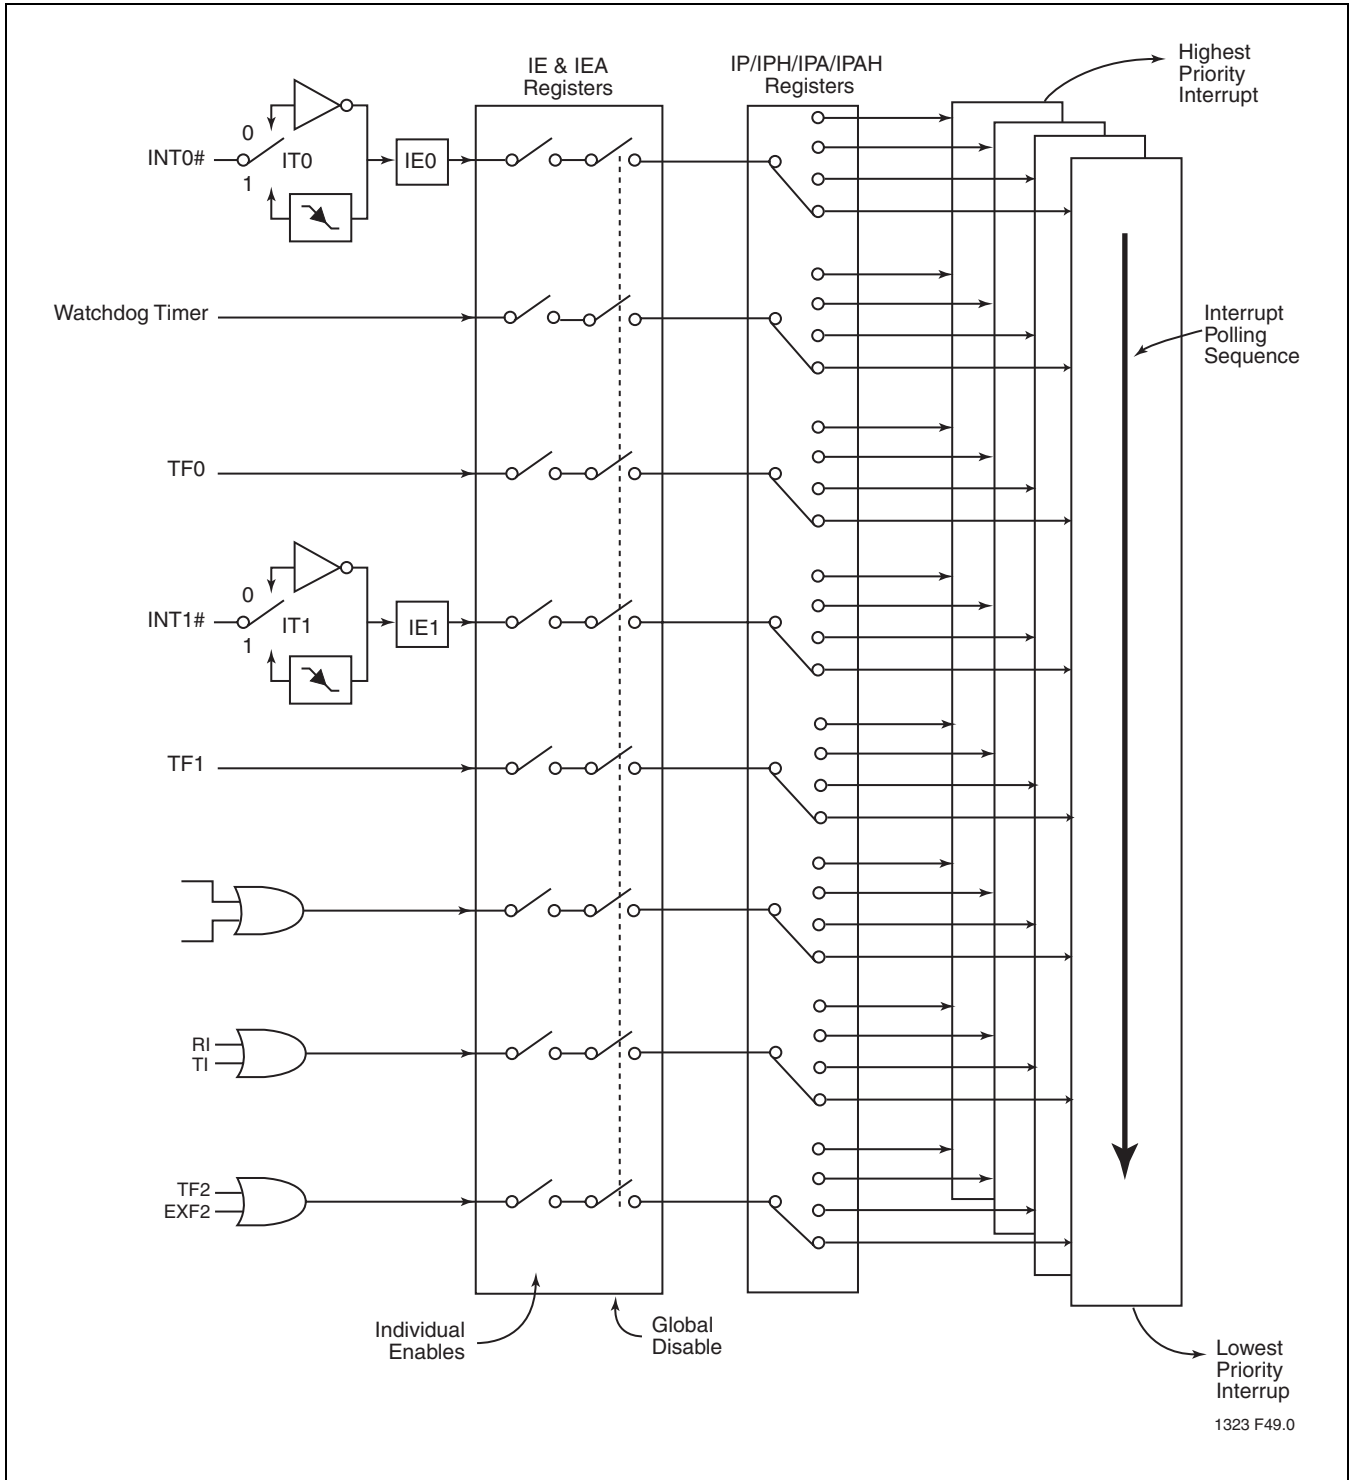 IE & IEA
Registers
IP/IPH/IPA/IPAH
Registers
Highest
Priority
Interrupt
0
INT0#
IT0
IE0
1
Watchdog Timer
Interrupt
Polling
Sequence
TF0
0
INT1#
IT1
IE1
1
TF1
RI
TI
TF2
EXF2
Individual
Enables
Global
Disable
Lowest
Priority
Interrup
1323 F49.0